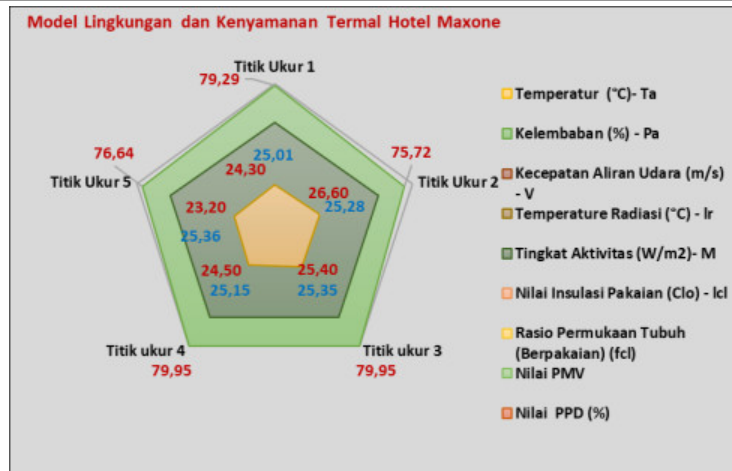 Model Lingkungan dan Kenyamanan Termal Hotel Maxone
Titik Ukur 1
79,29
76,64
75,72
Titik Ukur 5
Titik Ukur 2
25,01
24,30
23,20
26,60
25,28
25,36
24,50
25,40
25,15
25,35
Titik ukur 4
Titik ukur 3
79,95
79,95
Temperatur (°C)- Ta
Kelembaban (%) - Pa
Kecepatan Aliran Udara (m/s)
- V
Temperature Radiasi (°C) - Ir
Tingkat Aktivitas (W/m2)- M
Nilai Insulasi Pakaian (Clo) - Icl
Rasio Permukaan Tubuh
(Berpakaian) (fcl)
Nilai PMV
Nilai PPD (%)